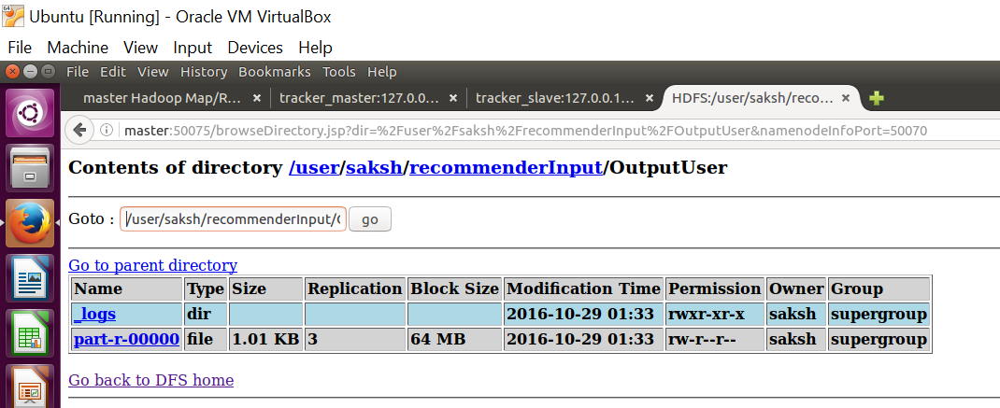 Ubuntu [Running] - Oracle VM VirtualBox
File Machine View Input Devices Help
File Edit View History Bookmarks Tools Help
master Hadoop Map/R... × tracker_master:127.0.0... × tracker_slave:127.0.0.1... × HDFS:/user/saksh/reco... ×
master:50075/browseDirectory.jsp?dir=%2Fuser%2Fsaksh%2FrecommenderInput%2FOutputUser&namenodeInfoPort=50070
Contents of directory /user/saksh/recommenderInput/OutputUser
Goto : /user/saksh/recommenderInput/ go
Go to parent directory
Name Type Size Replication Block Size Modification Time Permission Owner Group
_logs dir 2016-10-29 01:33 rwxr-xr-x saksh supergroup
part-r-00000 file 1.01 KB 3 64 MB 2016-10-29 01:33 rw-r--r-- saksh supergroup
Go back to DFS home